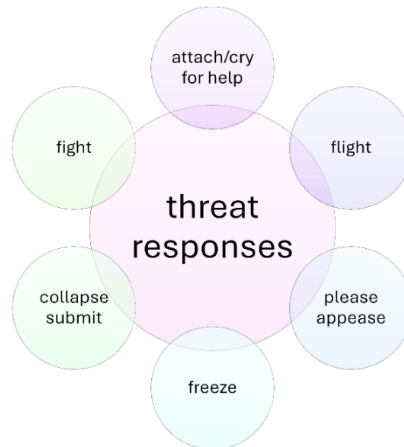 attach/cry
for help
fight
flight
threat
responses
collapse
submit
please
appease
freeze